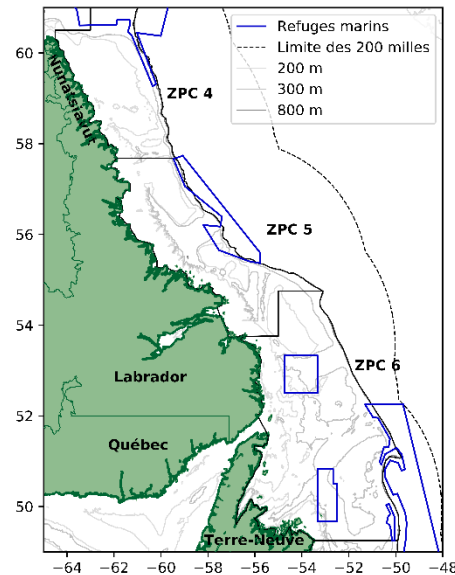 Refuges marins
Limite des 200 milles
200 m
300 m
800 m
ZPC 4
Nunatsiavut
ZPC 5
ZPC 6
Labrador
Québec
Terre-Neuve
60
58
56
54
52
50
−64 −62 −60 −58 −56 −54 −52 −50 −48